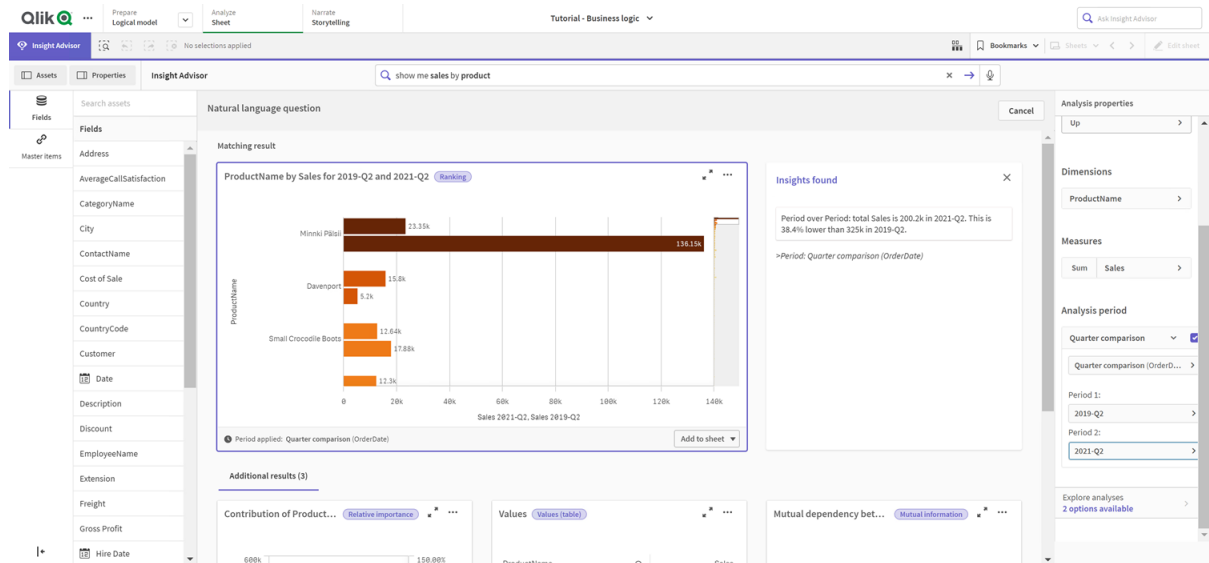 Qlik
Prepare
Logical model
Analyze
Sheet
Narrate
Storytelling
Tutorial - Business logic
Ask Insight Advisor
Insight Advisor
No selections applied
Bookmarks
Sheets
Edit sheet
Assets
Properties
Insight Advisor
show me sales by product
Fields
Master items
Search assets
Fields
Address
AverageCallSatisfaction
CategoryName
City
ContactName
Cost of Sale
Country
CountryCode
Customer
Date
Description
Discount
EmployeeName
Extension
Freight
Gross Profit
Hire Date
Natural language question
Cancel
Matching result
ProductName by Sales for 2019-Q2 and 2021-Q2
Ranking
ProductName
Minnki Pälsii
23.35k
136.15k
Davenport
15.8k
5.2k
Small Crocodile Boots
12.64k
17.88k
12.3k
0
20k
40k
60k
80k
100k
120k
140k
Sales 2021-Q2, Sales 2019-Q2
Period applied: Quarter comparison (OrderDate)
Add to sheet
Insights found
Period over Period: total Sales is 200.2k in 2021-Q2. This is
38.4% lower than 325k in 2019-Q2.
>Period: Quarter comparison (OrderDate)
Additional results (3)
Contribution of Product...
Relative importance
600k
150.00%
Values
Values (table)
ProductName
Sales
Mutual dependency bet...
Mutual information
Analysis properties
Up
Dimensions
ProductName
Measures
Sum
Sales
Analysis period
Quarter comparison
Quarter comparison (OrderD...
Period 1:
2019-Q2
Period 2:
2021-Q2
Explore analyses
2 options available